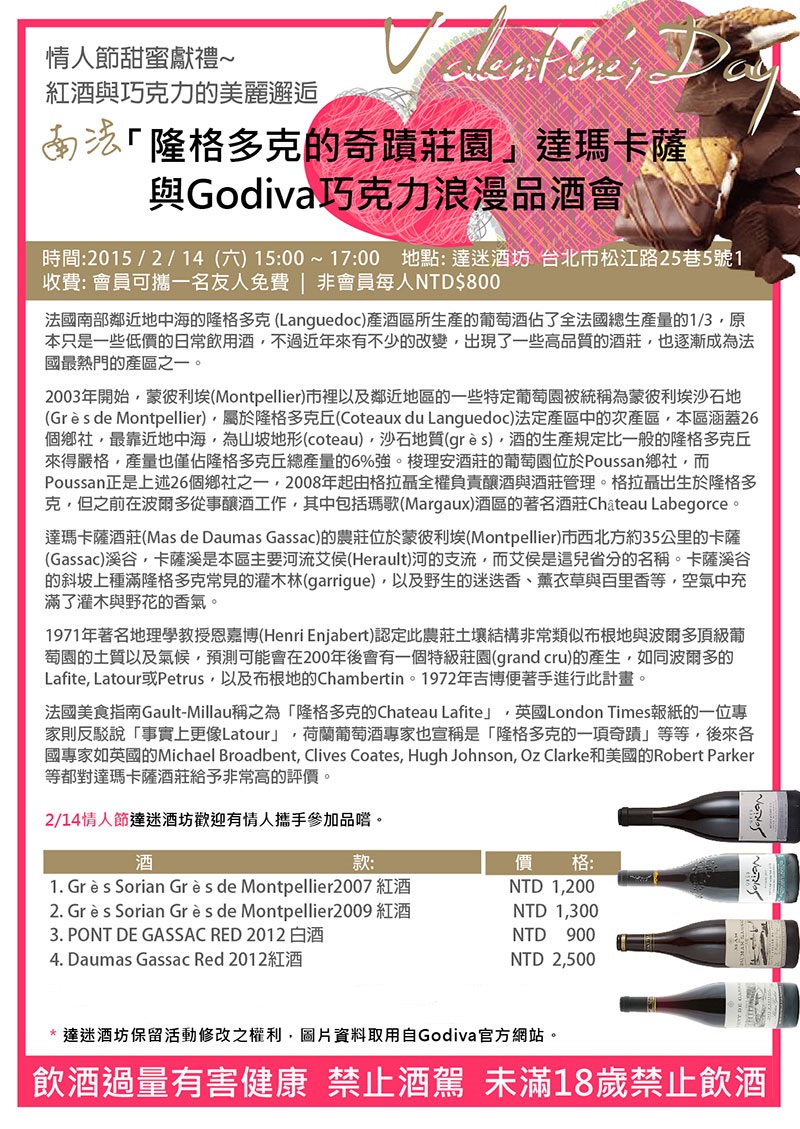 Valentine's Day
情人節甜蜜獻禮~
紅酒與巧克力的美麗邂逅
南法「隆格多克的奇蹟莊園」達瑪卡薩
與Godiva巧克力浪漫品酒會
時間:2015 / 2 / 14 (六) 15:00 ~ 17:00 地點: 達迷酒坊 台北市松江路25巷5號1
收費: 會員可攜一名友人免費 | 非會員每人NTD$800
法國南部鄰近地中海的隆格多克 (Languedoc)產酒區所生產的葡萄酒佔了全法國總生產量的1/3，原
本只是一些低價的日常飲用酒，不過近年來有不少的改變，出現了一些高品質的酒莊，也逐漸成為法
國最熱門的產區之一。
2003年開始，蒙彼利埃(Montpellier)市裡以及鄰近地區的一些特定葡萄園被統稱為蒙彼利埃沙石地
(Grès de Montpellier)，屬於隆格多克丘(Coteaux du Languedoc)法定產區中的次產區，本區涵蓋26
個鄉社，最靠近地中海，為山坡地形(coteau)，沙石地質(grès)，酒的生產規定比一般的隆格多克丘
來得嚴格，產量也僅佔隆格多克丘總產量的6%強。梭理安酒莊的葡萄園位於Poussan鄉社，而
Poussan正是上述26個鄉社之一，2008年起由格拉聶全權負責釀酒與酒莊管理。格拉聶出生於隆格多
克，但之前在波爾多從事釀酒工作，其中包括瑪歌(Margaux)酒區的著名酒莊Château Labegorce。
達瑪卡薩酒莊(Mas de Daumas Gassac)的農莊位於蒙彼利埃(Montpellier)市西北方約35公里的卡薩
(Gassac)溪谷，卡薩溪是本區主要河流艾侯(Herault)河的支流，而艾侯是這兒省分的名稱。卡薩溪谷
的斜坡上種滿隆格多克常見的灌木林(garrigue)，以及野生的迷迭香、薰衣草與百里香等，空氣中充
滿了灌木與野花的香氣。
1971年著名地理學教授恩嘉博(Henri Enjabert)認定此農莊土壤結構非常類似布根地與波爾多頂級葡
萄園的土質以及氣候，預測可能會在200年後會有一個特級莊園(grand cru)的產生，如同波爾多的
Lafite, Latour或Petrus，以及布根地的Chambertin。1972年吉博便著手進行此計畫。
法國美食指南Gault-Millau稱之為「隆格多克的Chateau Lafite」，英國London Times報紙的一位專
家則反駁說「事實上更像Latour」，荷蘭葡萄酒專家也宣稱是「隆格多克的一項奇蹟」等等，後來各
國專家如英國的Michael Broadbent, Clives Coates, Hugh Johnson, Oz Clarke和美國的Robert Parker
等都對達瑪卡薩酒莊給予非常高的評價。
2/14情人節達迷酒坊歡迎有情人攜手參加品嚐。
酒 款: 價 格:
1. Grès Sorian Grès de Montpellier2007 紅酒 NTD 1,200
2. Grès Sorian Grès de Montpellier2009 紅酒 NTD 1,300
3. PONT DE GASSAC RED 2012 白酒 NTD 900
4. Daumas Gassac Red 2012紅酒 NTD 2,500
* 達迷酒坊保留活動修改之權利，圖片資料取用自Godiva官方網站。
飲酒過量有害健康 禁止酒駕 未滿18歲禁止飲酒